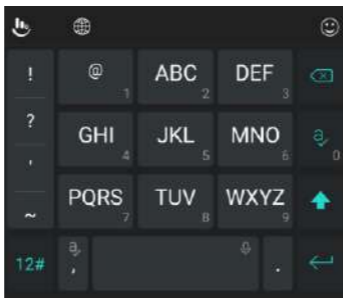 ! @ 1 ABC 2 DEF 3
? GHI 4 JKL 5 MNO 6 a 0
' PQRS 7 TUV 8 WXYZ 9
~
12# a , .